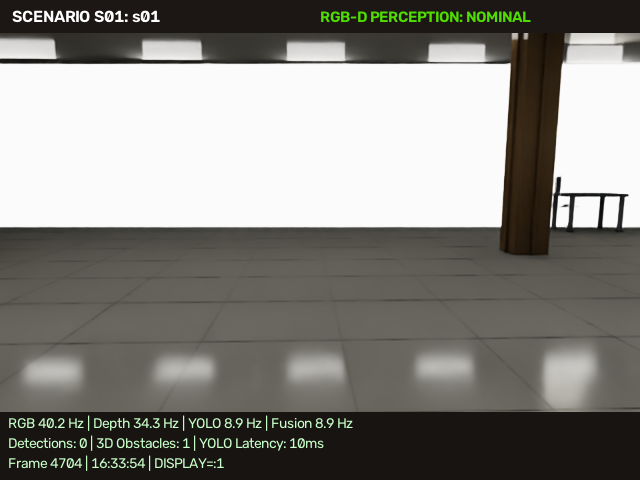 SCENARIO S01: s01
RGB-D PERCEPTION: NOMINAL
RGB 40.2 Hz | Depth 34.3 Hz | YOLO 8.9 Hz | Fusion 8.9 Hz
Detections: 0 | 3D Obstacles: 1 | YOLO Latency: 10ms
Frame 4704 | 16:33:54 | DISPLAY=:1